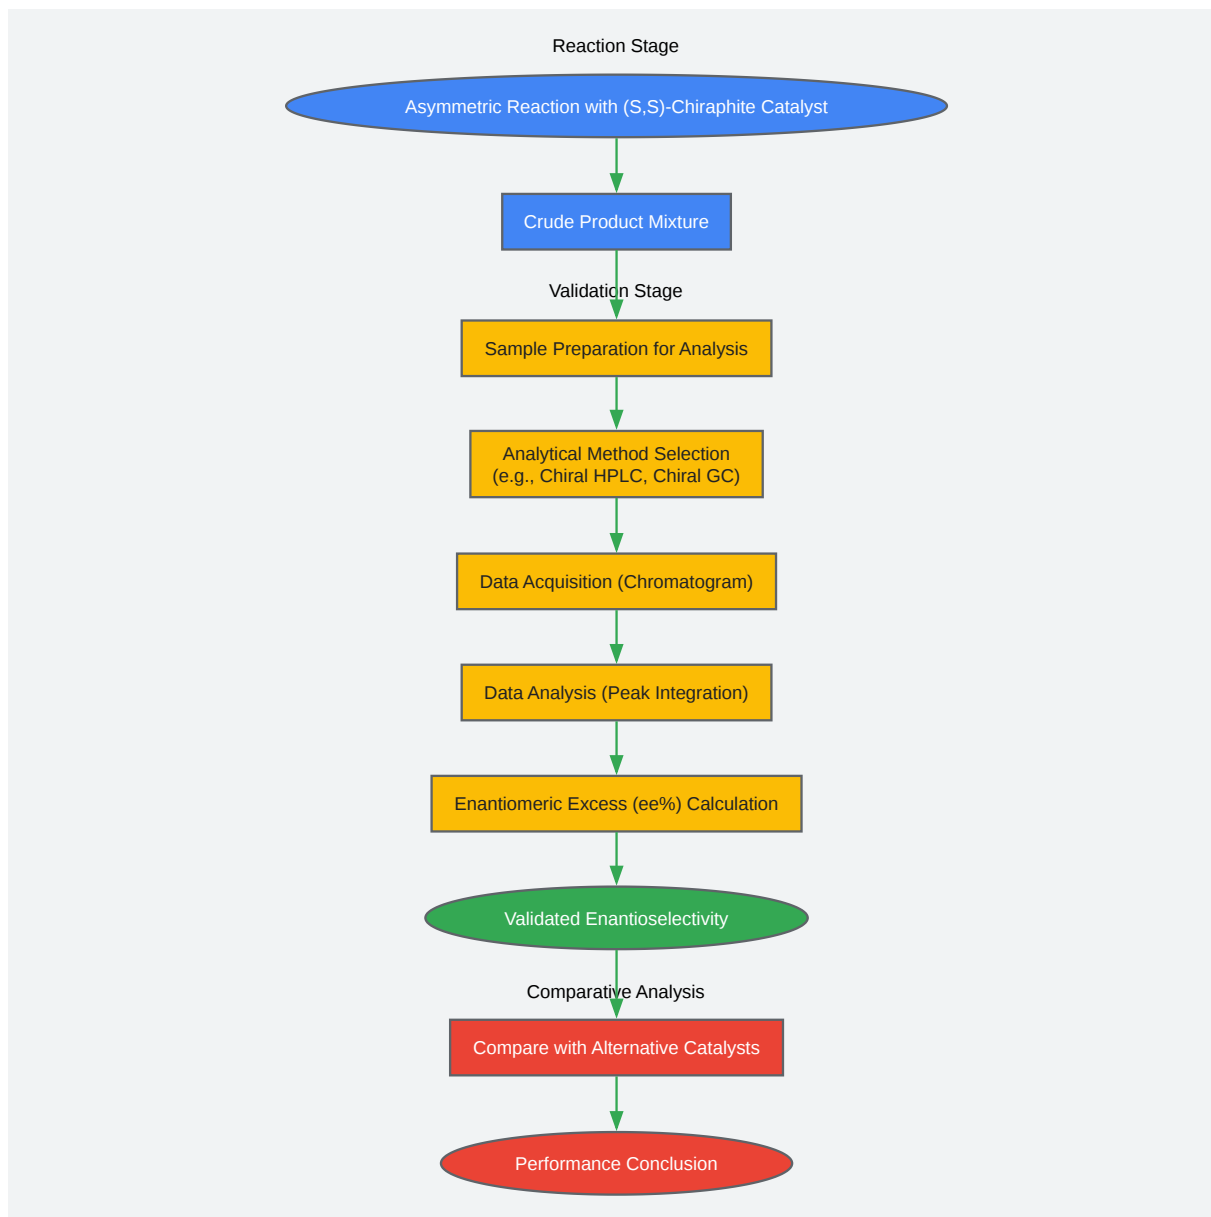 Reaction Stage
Asymmetric Reaction with (S,S)-Chiraphite Catalyst
Crude Product Mixture
Validation Stage
Sample Preparation for Analysis
Analytical Method Selection
(e.g., Chiral HPLC, Chiral GC)
Data Acquisition (Chromatogram)
Data Analysis (Peak Integration)
Enantiomeric Excess (ee%) Calculation
Validated Enantioselectivity
Comparative Analysis
Compare with Alternative Catalysts
Performance Conclusion